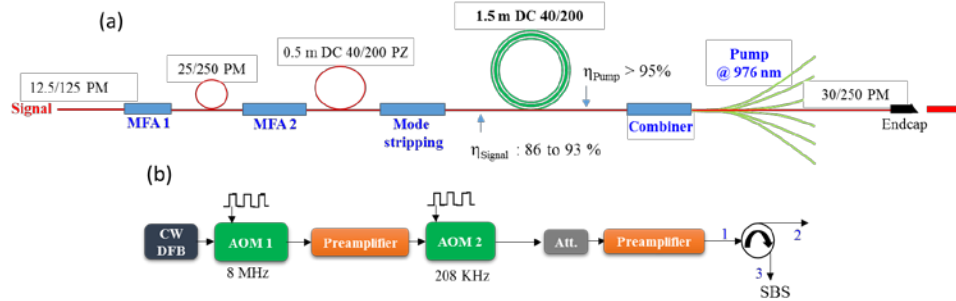 (a)
1.5 m DC 40/200
0.5 m DC 40/200 PZ
25/250 PM
12.5/125 PM
Pump
@ 976 nm
η_Pump > 95%
30/250 PM
Signal
MFA 1
MFA 2
Mode
stripping
Combiner
Endcap
η_Signal : 86 to 93 %
(b)
CW
DFB
AOM 1
Preamplifier
AOM 2
Att.
Preamplifier
1
2
3
8 MHz
208 KHz
SBS